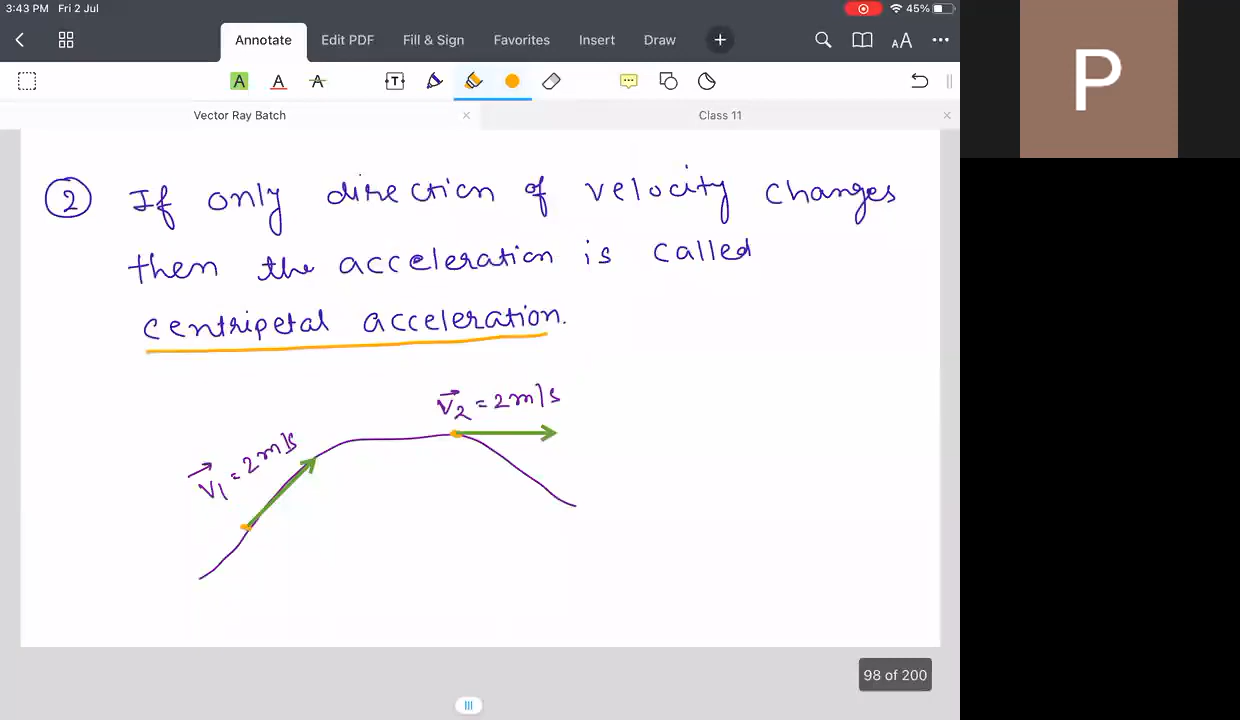 3:43 PM Fri 2 Jul
45%
Annotate Edit PDF Fill & Sign Favorites Insert Draw
Vector Ray Batch
Class 11
P
② If only direction of velocity changes
then the acceleration is called
centripetal acceleration.
v⃗₂ = 2m/s
v⃗₁ = 2m/s
98 of 200